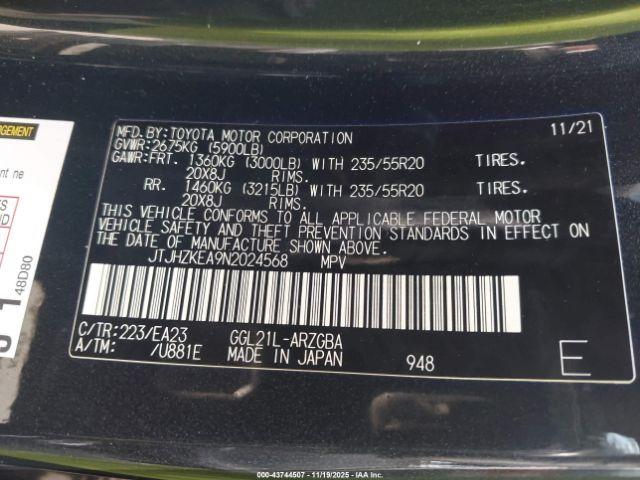 MFD.BY:TOYOTA MOTOR CORPORATION 11/21
GVWR:2675KG (5900LB)
GAWR:FRT. 1360KG (3000LB) WITH 235/55R20 TIRES.
20X8J RIMS.
RR. 1460KG (3215LB) WITH 235/55R20 TIRES.
20X8J RIMS.
THIS VEHICLE CONFORMS TO ALL APPLICABLE FEDERAL MOTOR
VEHICLE SAFETY AND THEFT PREVENTION STANDARDS IN EFFECT ON
THE DATE OF MANUFACTURE SHOWN ABOVE.
JTJHZKEA9N2024568 MPV
C/TR:223/EA23 GGL21L-ARZGBA
A/TM: /U881E MADE IN JAPAN 948 E
48D80
000-43744507 - 11/19/2025 - IAA Corp.